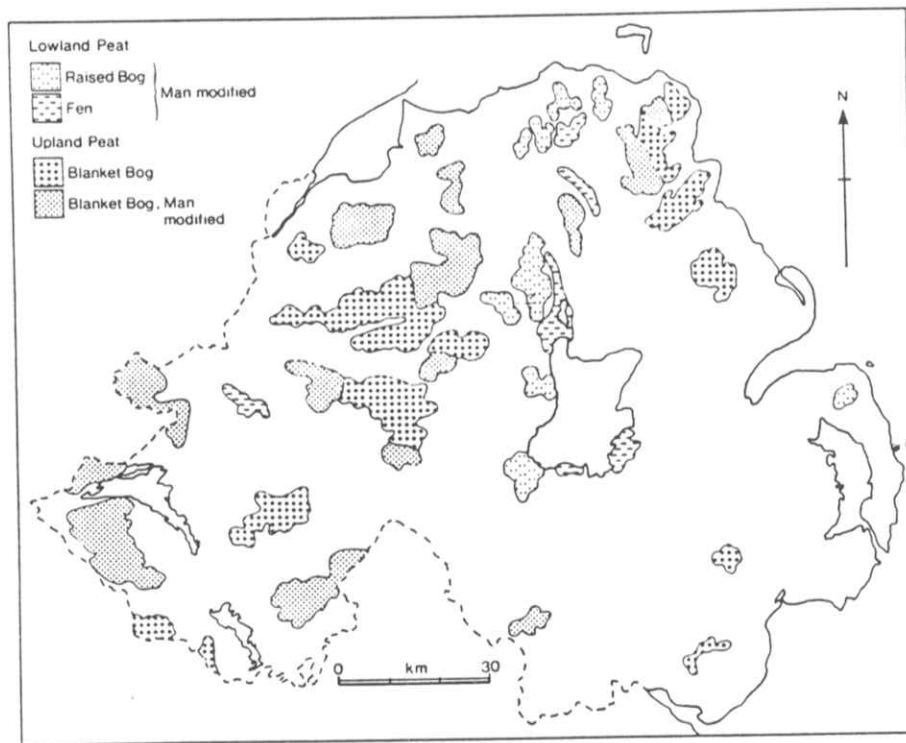 Lowland Peat
Raised Bog
Fen
Man modified
Upland Peat
Blanket Bog
Blanket Bog, Man
modified
N
0 km 30